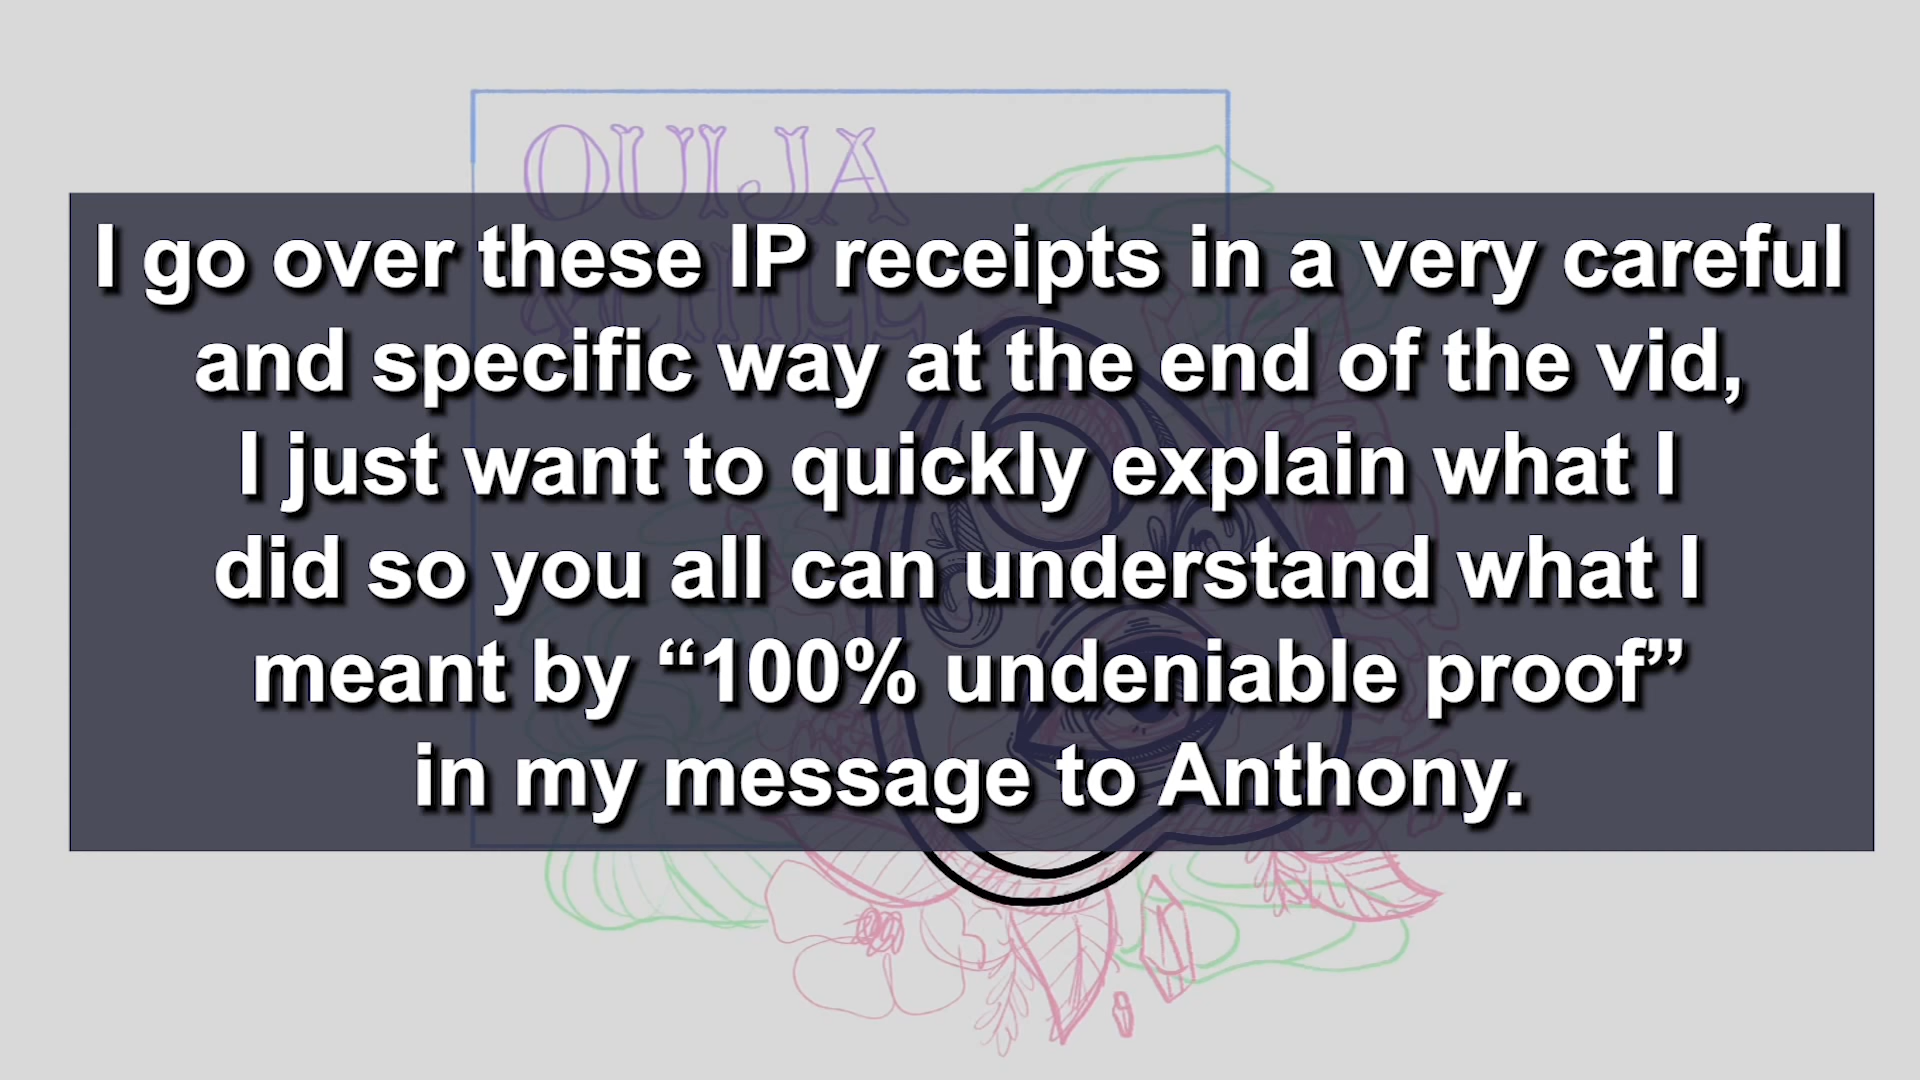 OUIJA
& CHILL
I go over these IP receipts in a very careful
and specific way at the end of the vid,
I just want to quickly explain what I
did so you all can understand what I
meant by “100% undeniable proof”
in my message to Anthony.